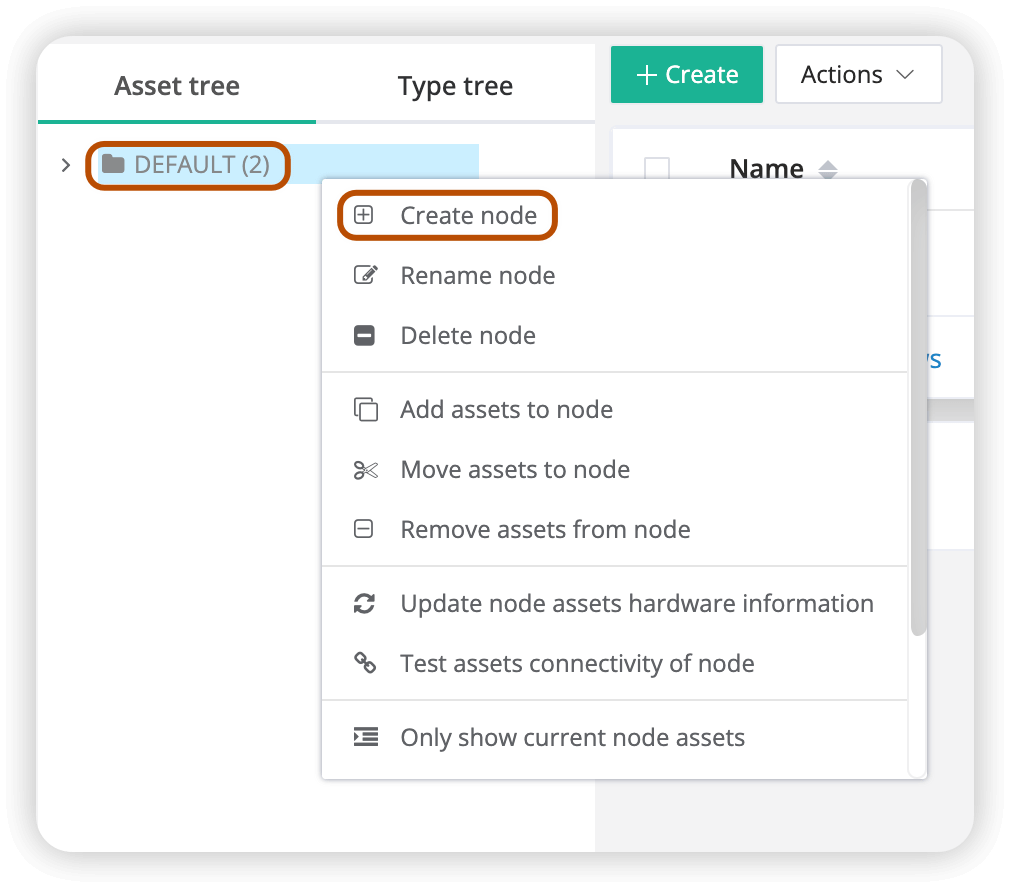 Asset tree
Type tree
+ Create
Actions
DEFAULT (2)
Name
Create node
Rename node
Delete node
Add assets to node
Move assets to node
Remove assets from node
Update node assets hardware information
Test assets connectivity of node
Only show current node assets